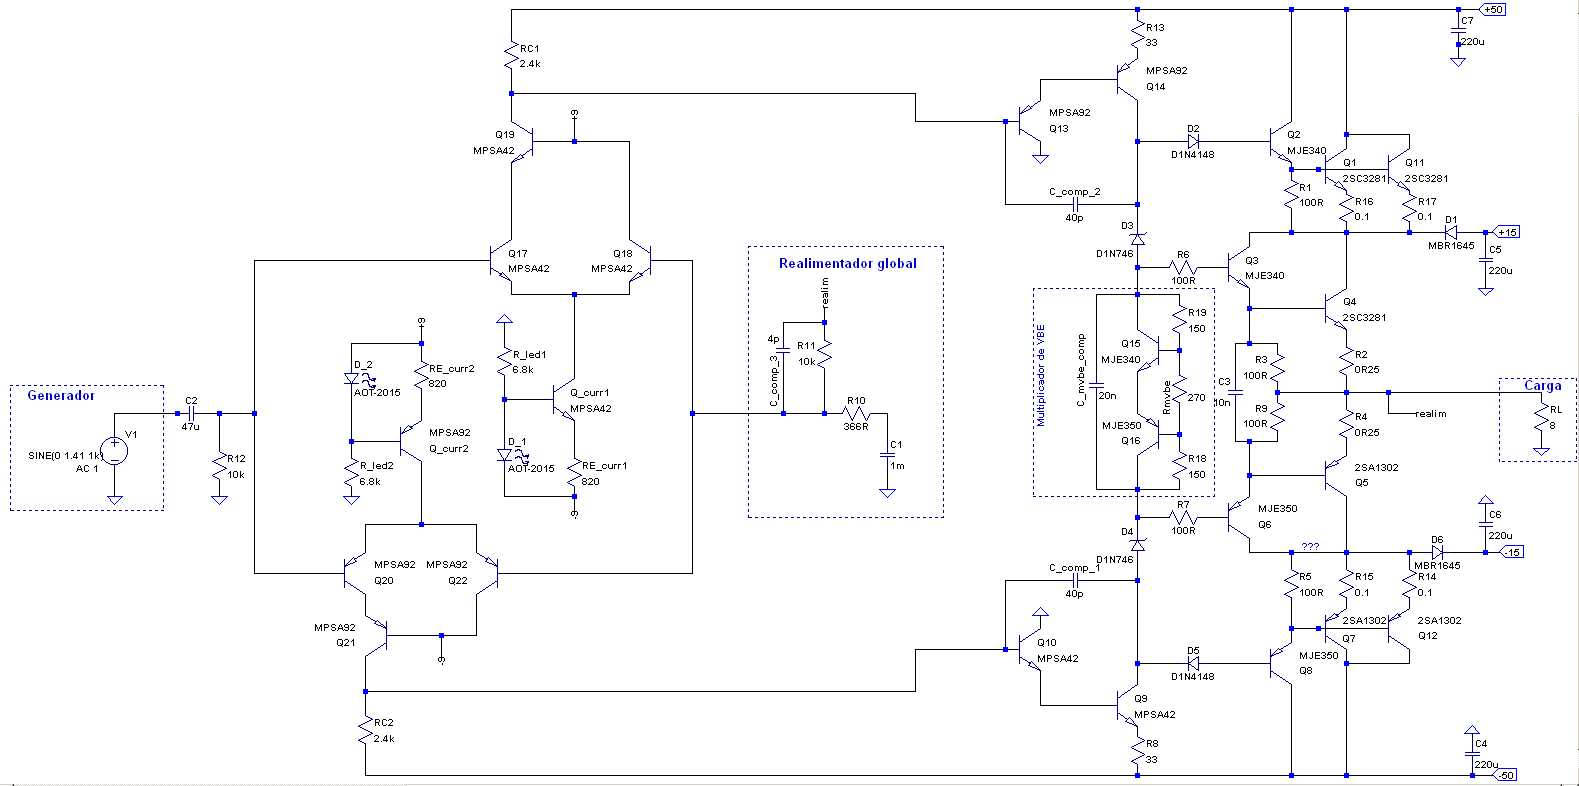 +50
C7
220u
R13
33
RC1
2.4k
MPSA92
Q14
MPSA92
Q13
Q19
MPSA42
+9
D2
D1N4148
Q2
MJE340
Q1
2SC3281
Q11
2SC3281
R1
100R
R16
0.1
R17
0.1
C_comp_2
40p
D3
D1N746
D1
MBR1645
+15
C5
220u
Q17
MPSA42
Q18
MPSA42
Realimentador global
realim
R6
100R
Q3
MJE340
Q4
2SC3281
4p
C_comp_3
R11
10k
Multiplicador de VBE
R19
150
Q15
MJE340
C_mvbe_comp
20n
Rmvbe
270
MJE350
Q16
R18
150
R3
100R
C3
10n
R9
100R
R2
0R25
R4
0R25
realim
Carga
RL
8
+9
D_2
AOT-2015
RE_curr2
820
R_led1
6.8k
Q_curr1
MPSA42
MPSA92
Q_curr2
R_led2
6.8k
D_1
AOT-2015
RE_curr1
820
-9
Generador
V1
SINE(0 1.41 1k)
AC 1
C2
47u
R12
10k
R10
366R
C1
1m
2SA1302
Q5
R7
100R
MJE350
Q6
C6
220u
-15
D4
D1N746
???
D6
MBR1645
MPSA92
Q20
MPSA92
Q22
C_comp_1
40p
R5
100R
R15
0.1
R14
0.1
MPSA92
Q21
-9
Q10
MPSA42
2SA1302
Q7
2SA1302
Q12
D5
D1N4148
MJE350
Q8
Q9
MPSA42
RC2
2.4k
R8
33
C4
220u
-50